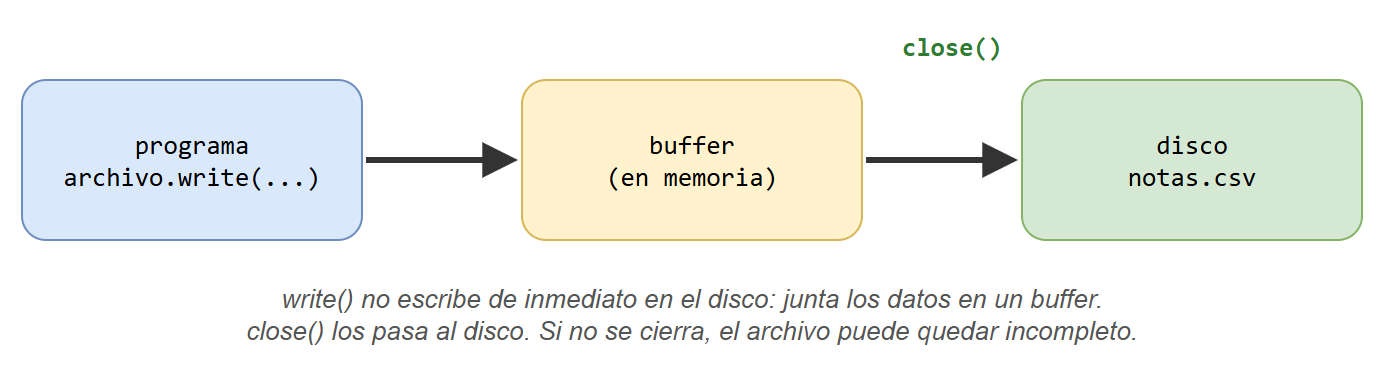 close()
programa
archivo.write(...)
buffer
(en memoria)
disco
notas.csv
write() no escribe de inmediato en el disco: junta los datos en un buffer.
close() los pasa al disco. Si no se cierra, el archivo puede quedar incompleto.